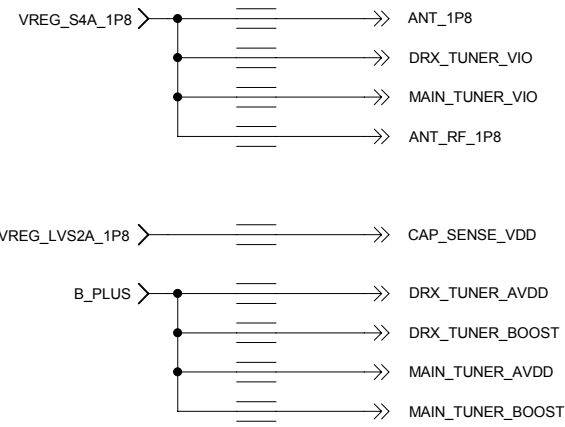 VREG_S4A_1P8 ANT_1P8
DRX_TUNER_VIO
MAIN_TUNER_VIO
ANT_RF_1P8
VREG_LVS2A_1P8 CAP_SENSE_VDD
B_PLUS DRX_TUNER_AVDD
DRX_TUNER_BOOST
MAIN_TUNER_AVDD
MAIN_TUNER_BOOST